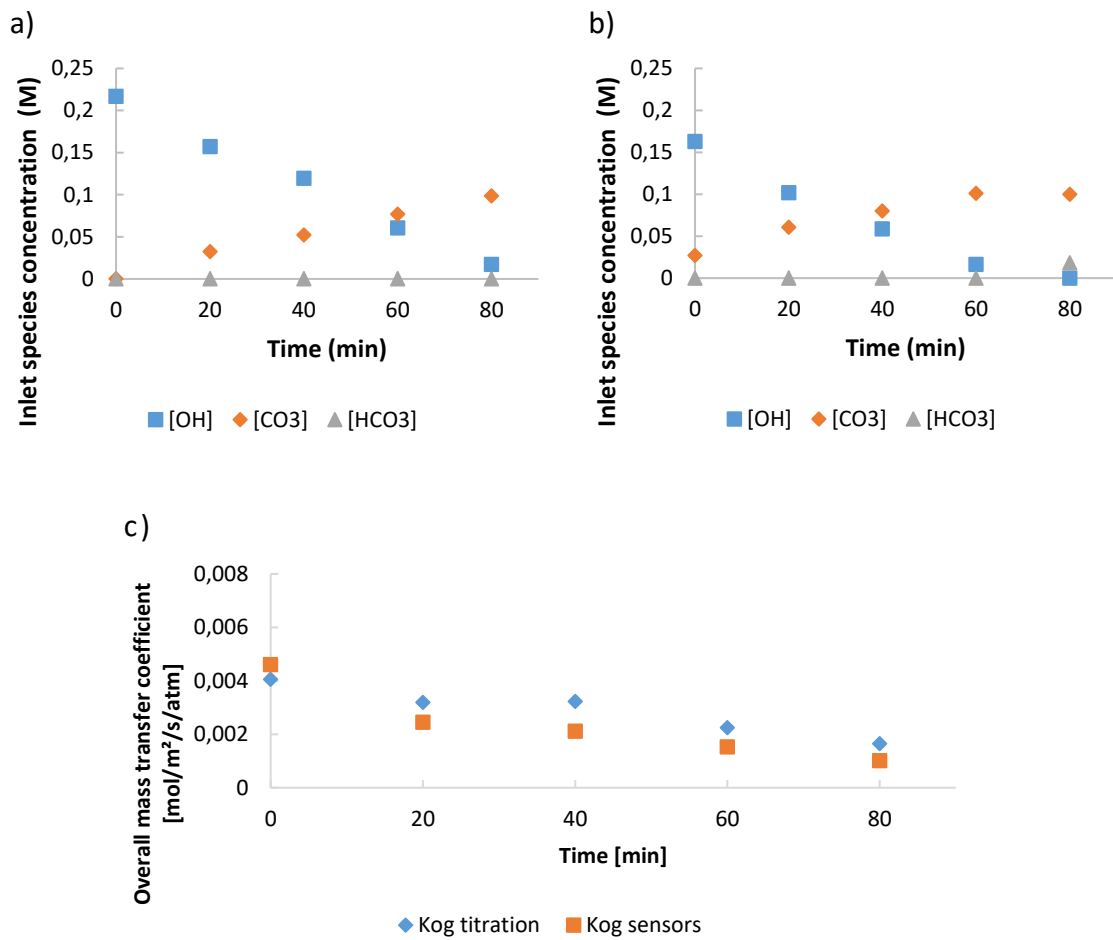 a)
Inlet species concentration (M)
0,25
0,2
0,15
0,1
0,05
0
0 20 40 60 80
Time (min)
[OH] [CO3] [HCO3]
b)
Inlet species concentration (M)
0,25
0,2
0,15
0,1
0,05
0
0 20 40 60 80
Time (min)
[OH] [CO3] [HCO3]
c)
Overall mass transfer coefficient
[mol/m²/s/atm]
0,008
0,006
0,004
0,002
0
0 20 40 60 80
Time [min]
Kog titration Kog sensors